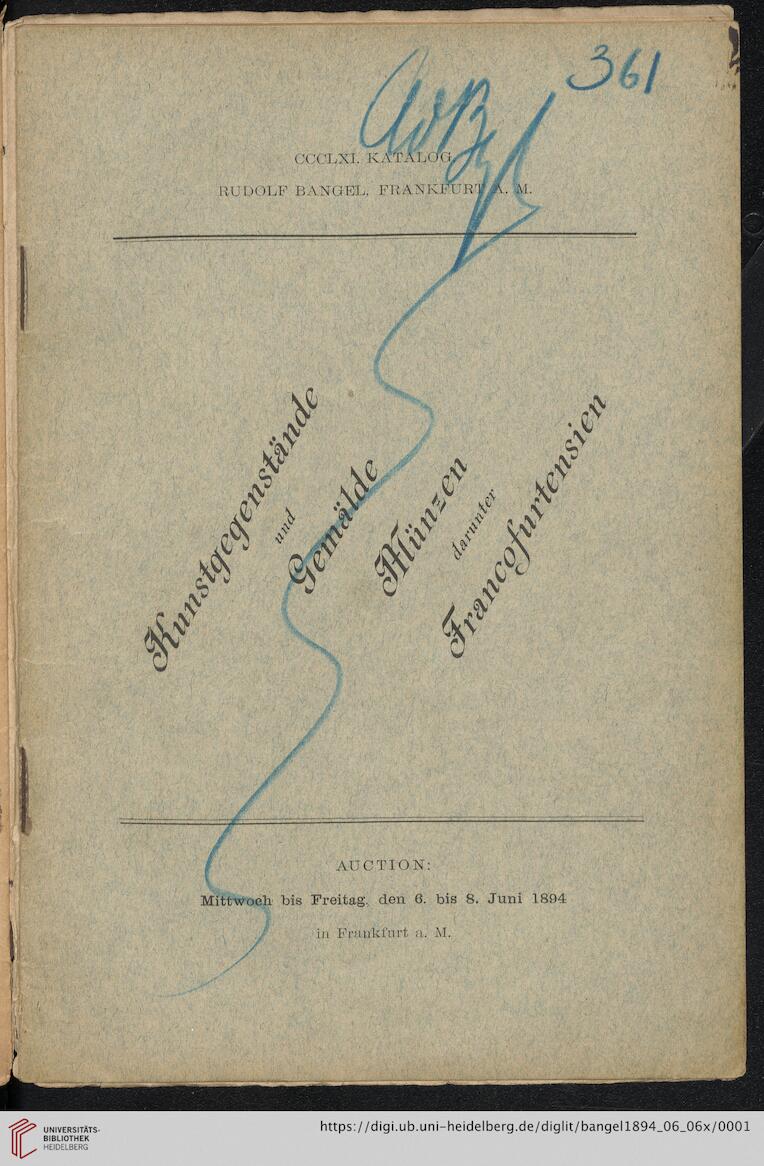 361
CCCLXI. KATALOG.
RUDOLF BANGEL, FRANKFURT A. M.
Kunstgegenstände
und
Gemälde
Münzen
darunter
Francofurtensien
AUCTION:
Mittwoch bis Freitag, den 6. bis 8. Juni 1894
in Frankfurt a. M.
UNIVERSITÄTS-
BIBLIOTHEK
HEIDELBERG
https://digi.ub.uni-heidelberg.de/diglit/bangel1894_06_06x/0001